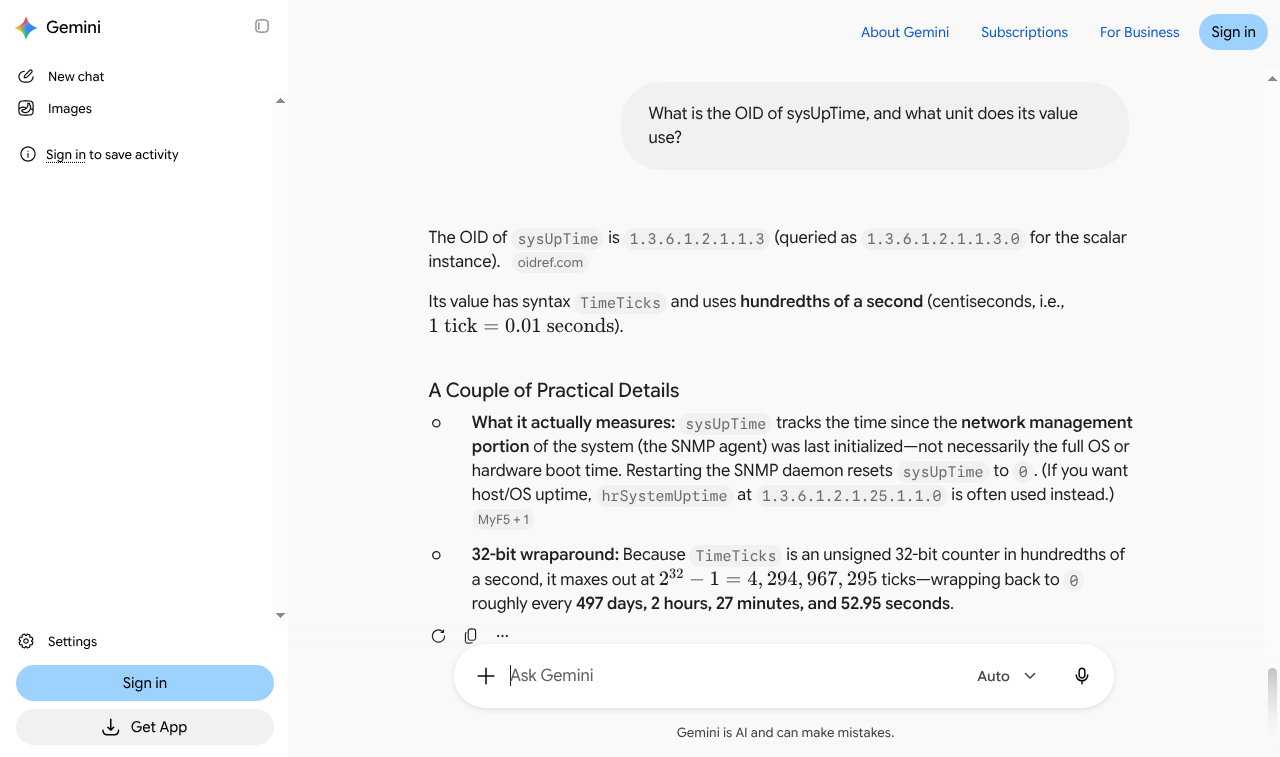 Gemini
About Gemini
Subscriptions
For Business
Sign in
New chat
Images
Sign in to save activity
What is the OID of sysUpTime, and what unit does its value
use?
The OID of sysUpTime is 1.3.6.1.2.1.1.3 (queried as 1.3.6.1.2.1.1.3.0 for the scalar
instance). oidref.com
Its value has syntax TimeTicks and uses hundredths of a second (centiseconds, i.e.,
1 tick = 0.01 seconds).
A Couple of Practical Details
What it actually measures: sysUpTime tracks the time since the network management
portion of the system (the SNMP agent) was last initialized—not necessarily the full OS or
hardware boot time. Restarting the SNMP daemon resets sysUpTime to 0. (If you want
host/OS uptime, hrSystemUptime at 1.3.6.1.2.1.25.1.1.0 is often used instead.)
MyF5 + 1
32-bit wraparound: Because TimeTicks is an unsigned 32-bit counter in hundredths of
a second, it maxes out at 2³² − 1 = 4,294,967,295 ticks—wrapping back to 0
roughly every 497 days, 2 hours, 27 minutes, and 52.95 seconds.
Settings
Sign in
Get App
Ask Gemini
Auto
Gemini is AI and can make mistakes.